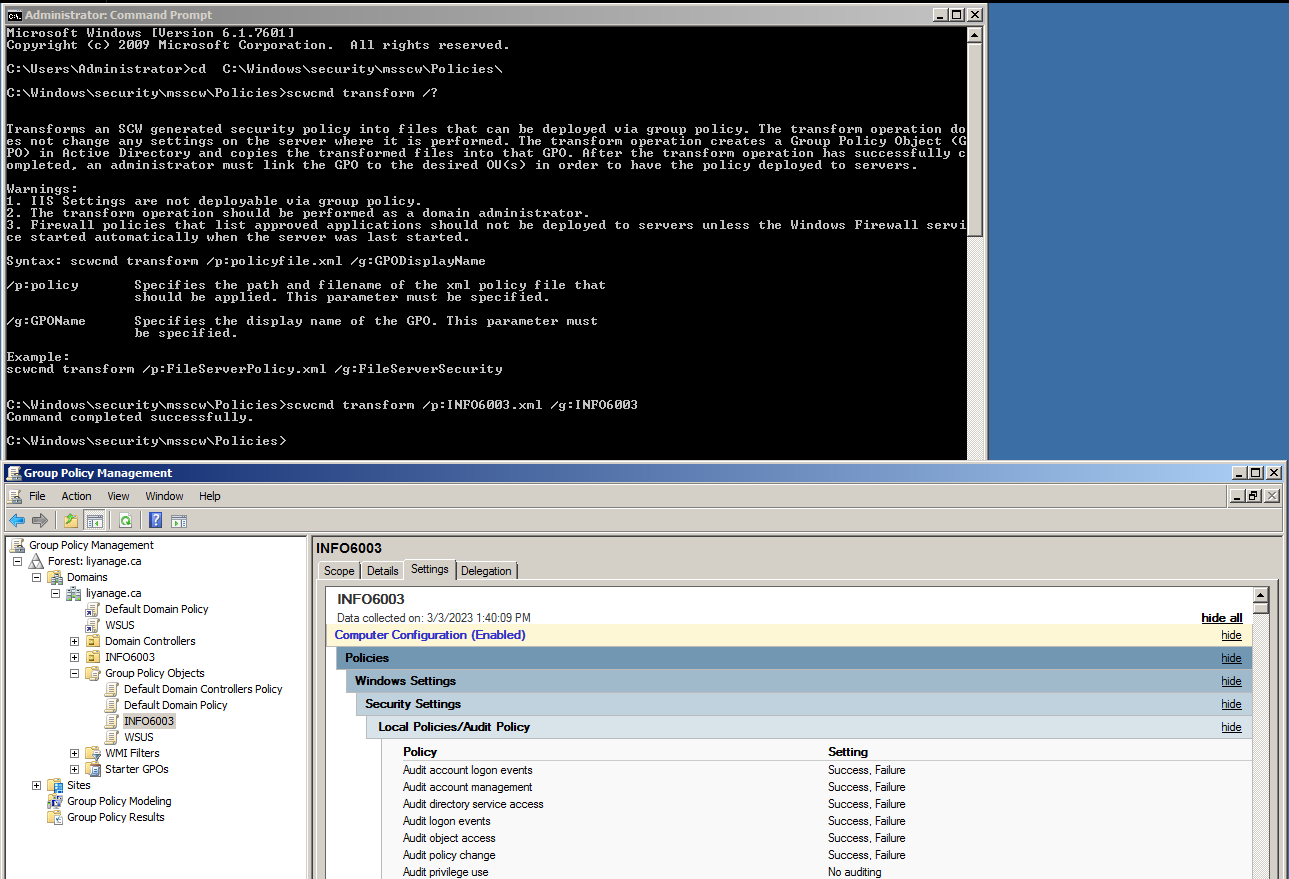 Administrator: Command Prompt
Microsoft Windows [Version 6.1.7601]
Copyright (c) 2009 Microsoft Corporation.  All rights reserved.
C:\Users\Administrator>cd  C:\Windows\security\msscw\Policies\
C:\Windows\security\msscw\Policies>scwcmd transform /?
Transforms an SCW generated security policy into files that can be deployed via group policy. The transform operation do
es not change any settings on the server where it is performed. The transform operation creates a Group Policy Object (G
PO) in Active Directory and copies the transformed files into that GPO. After the transform operation has successfully c
ompleted, an administrator must link the GPO to the desired OU(s) in order to have the policy deployed to servers.
Warnings:
1. IIS Settings are not deployable via group policy.
2. The transform operation should be performed as a domain administrator.
3. Firewall policies that list approved applications should not be deployed to servers unless the Windows Firewall servi
ce started automatically when the server was last started.
Syntax: scwcmd transform /p:policyfile.xml /g:GPODisplayName
/p:policy Specifies the path and filename of the xml policy file that
should be applied. This parameter must be specified.
/g:GPOName Specifies the display name of the GPO. This parameter must
be specified.
Example:
scwcmd transform /p:FileServerPolicy.xml /g:FileServerSecurity
C:\Windows\security\msscw\Policies>scwcmd transform /p:INFO6003.xml /g:INFO6003
Command completed successfully.
C:\Windows\security\msscw\Policies>
Group Policy Management
File Action View Window Help
Group Policy Management
Forest: liyanage.ca
Domains
liyanage.ca
Default Domain Policy
WSUS
Domain Controllers
INFO6003
Group Policy Objects
Default Domain Controllers Policy
Default Domain Policy
INFO6003
WSUS
WMI Filters
Starter GPOs
Sites
Group Policy Modeling
Group Policy Results
INFO6003
Scope Details Settings Delegation
INFO6003
Data collected on: 3/3/2023 1:40:09 PM hide all
Computer Configuration (Enabled) hide
Policies hide
Windows Settings hide
Security Settings hide
Local Policies/Audit Policy hide
Policy Setting
Audit account logon events Success, Failure
Audit account management Success, Failure
Audit directory service access Success, Failure
Audit logon events Success, Failure
Audit object access Success, Failure
Audit policy change Success, Failure
Audit privilege use No auditing